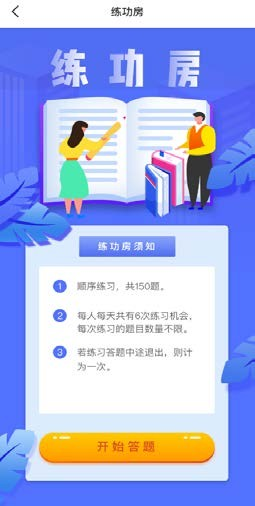 练功房
练功房
练功房须知
1 顺序练习，共150题。
2 每人每天共有6次练习机会，
每次练习的题目数量不限。
3 若练习答题中途退出，则计
为一次。
开始答题